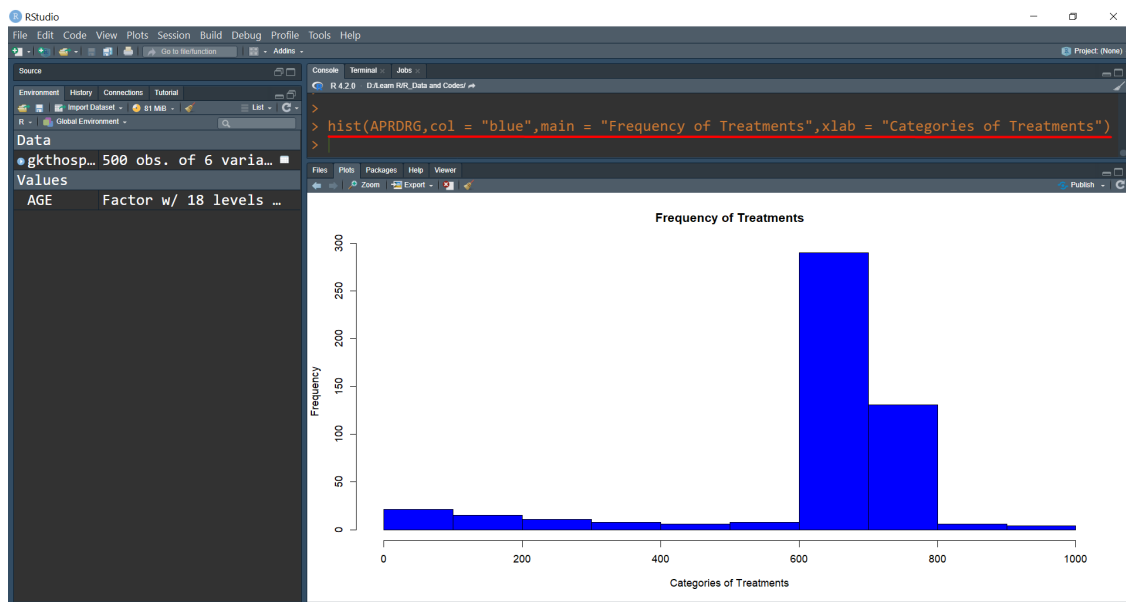 RStudio
File Edit Code View Plots Session Build Debug Profile Tools Help
Go to file/function Addins Project: (None)
Source
Environment History Connections Tutorial
Import Dataset 81 MiB List
R Global Environment
Data
gkthosp… 500 obs. of 6 varia…
Values
AGE Factor w/ 18 levels …
Console Terminal Jobs
R 4.2.0 D:/Learn R/R_Data and Codes/
>
> hist(APRDRG,col = "blue",main = "Frequency of Treatments",xlab = "Categories of Treatments")
>
Files Plots Packages Help Viewer
Zoom Export Publish
Frequency of Treatments
300
250
200
150
100
50
0
Frequency
0 200 400 600 800 1000
Categories of Treatments